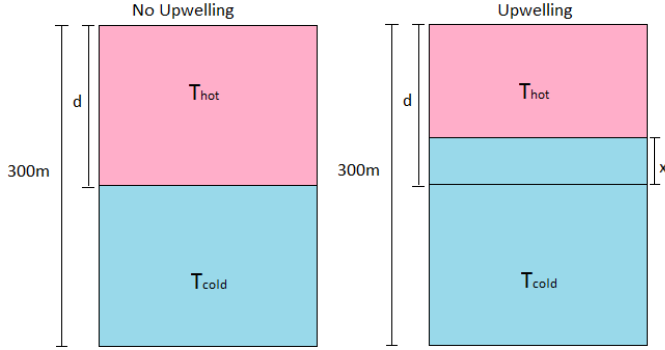 No Upwelling
Upwelling
Thot
d
300m
Tcold
Thot
d
300m
x
Tcold